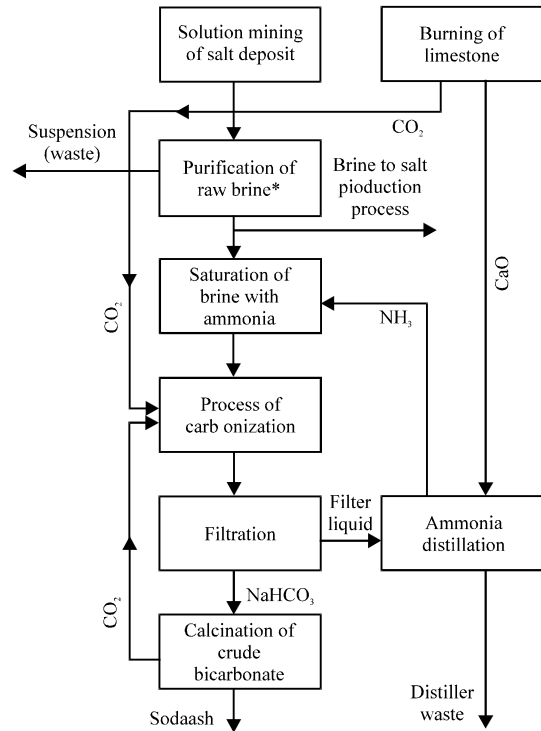 Solution mining
of salt deposit
Burning of
limestone
CO₂
Suspension
(waste)
Purification of
raw brine*
Brine to salt
pioduction
process
Saturation of
brine with
ammonia
NH₃
CaO
CO₂
Process of
carb onization
Filtration
Filter
liquid
Ammonia
distillation
NaHCO₃
CO₂
Calcination of
crude
bicarbonate
Distiller
waste
Sodaash